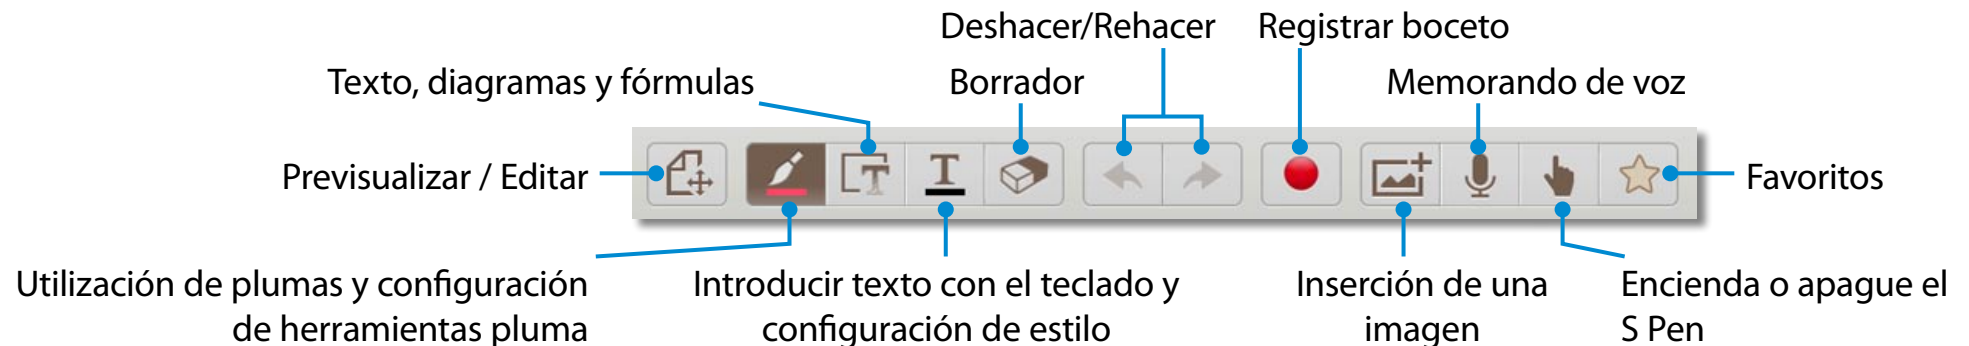 Deshacer/Rehacer
Registrar boceto
Texto, diagramas y fórmulas
Borrador
Memorando de voz
Previsualizar / Editar
Favoritos
Utilización de plumas y configuración
de herramientas pluma
Introducir texto con el teclado y
configuración de estilo
Inserción de una
imagen
Encienda o apague el
S Pen